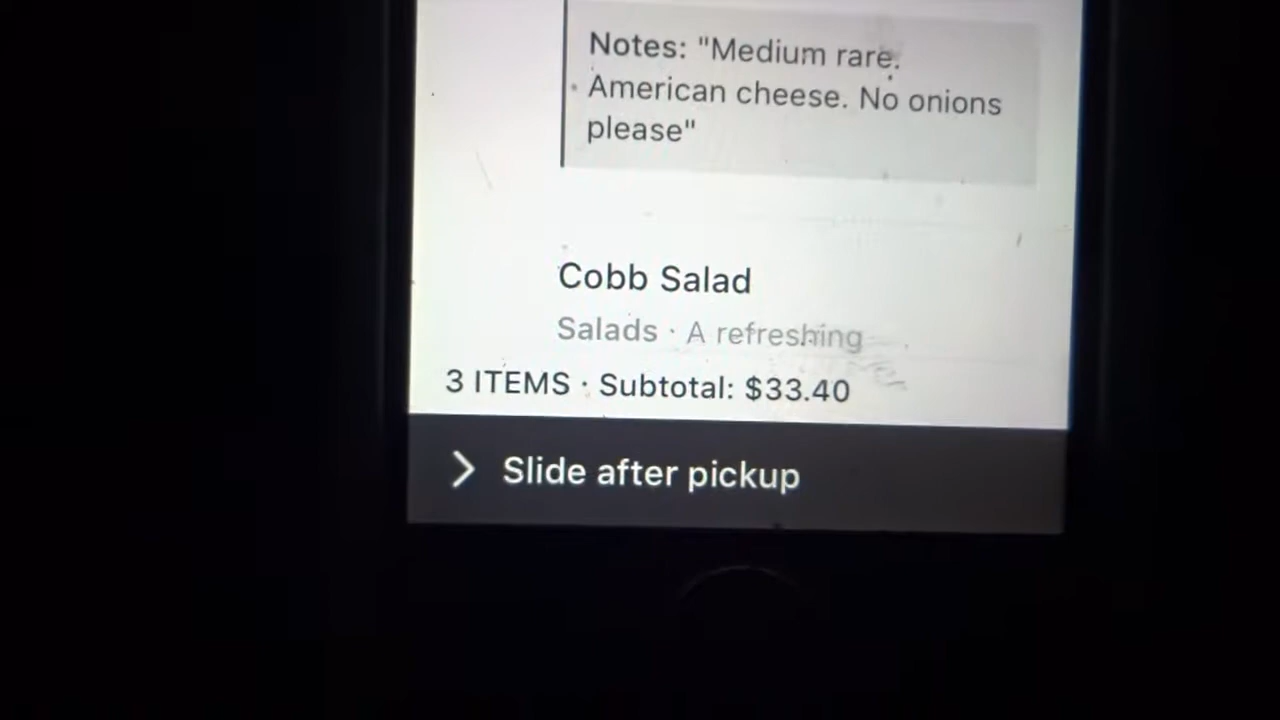 Notes: "Medium rare.
American cheese. No onions
please"
Cobb Salad
Salads · A refreshing
3 ITEMS · Subtotal: $33.40
Slide after pickup